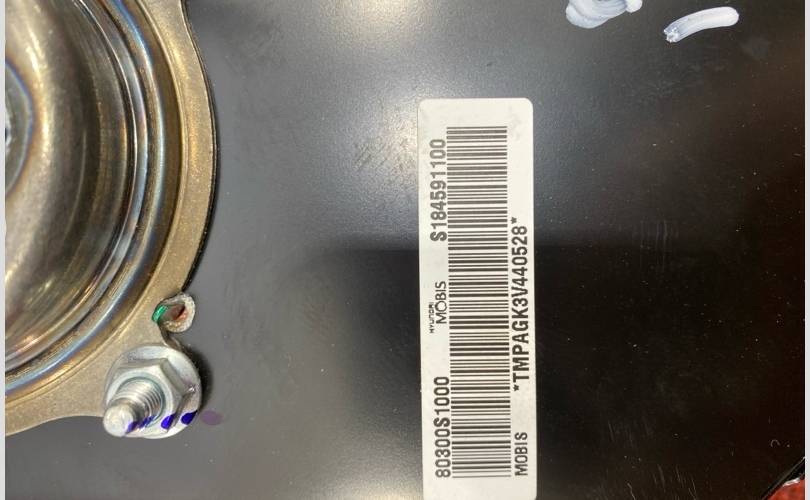 80300S1000
HYUNDAI
MOBIS
S184591100
MOBIS
*TMPAGK3V440528*